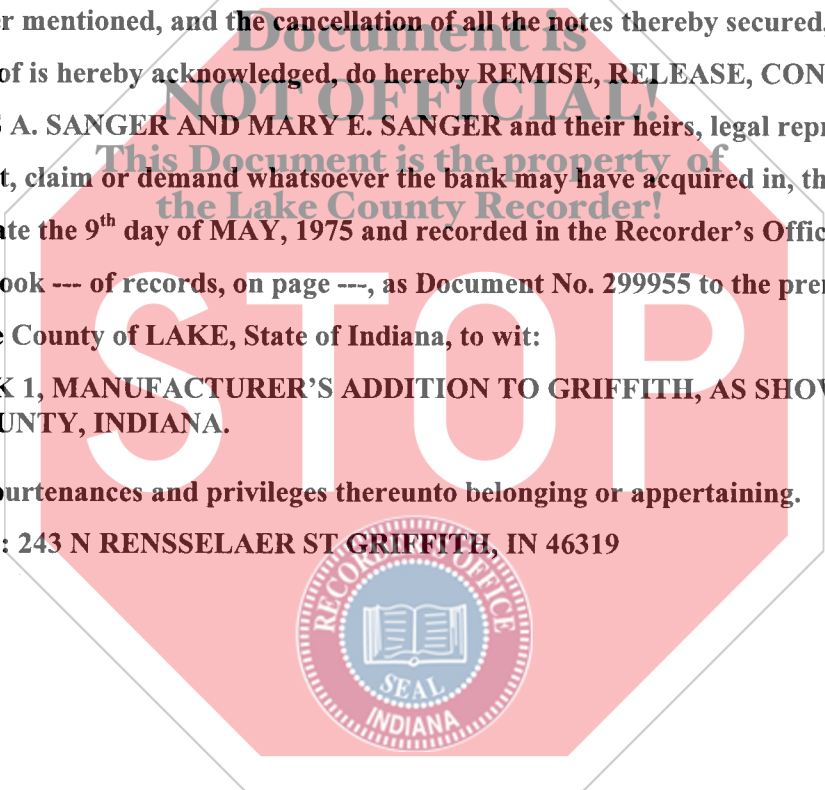 er mentioned, and the cancellation of all the notes thereby secured,
Document is
of is hereby acknowledged, do hereby REMISE, RELEASE, CON
NOT OFFICIAL!
A. SANGER AND MARY E. SANGER and their heirs, legal repr
This Document is the property of
t, claim or demand whatsoever the bank may have acquired in, th
the Lake County Recorder!
ate the 9th day of MAY, 1975 and recorded in the Recorder's Offic
ook --- of records, on page ---, as Document No. 299955 to the pre
e County of LAKE, State of Indiana, to wit:
STOP
K 1, MANUFACTURER'S ADDITION TO GRIFFITH, AS SHOW
UNTY, INDIANA.
purtenances and privileges thereunto belonging or appertaining.
: 243 N RENSSELAER ST GRIFFITH, IN 46319
RECORDER'S OFFICE
SEAL
INDIANA